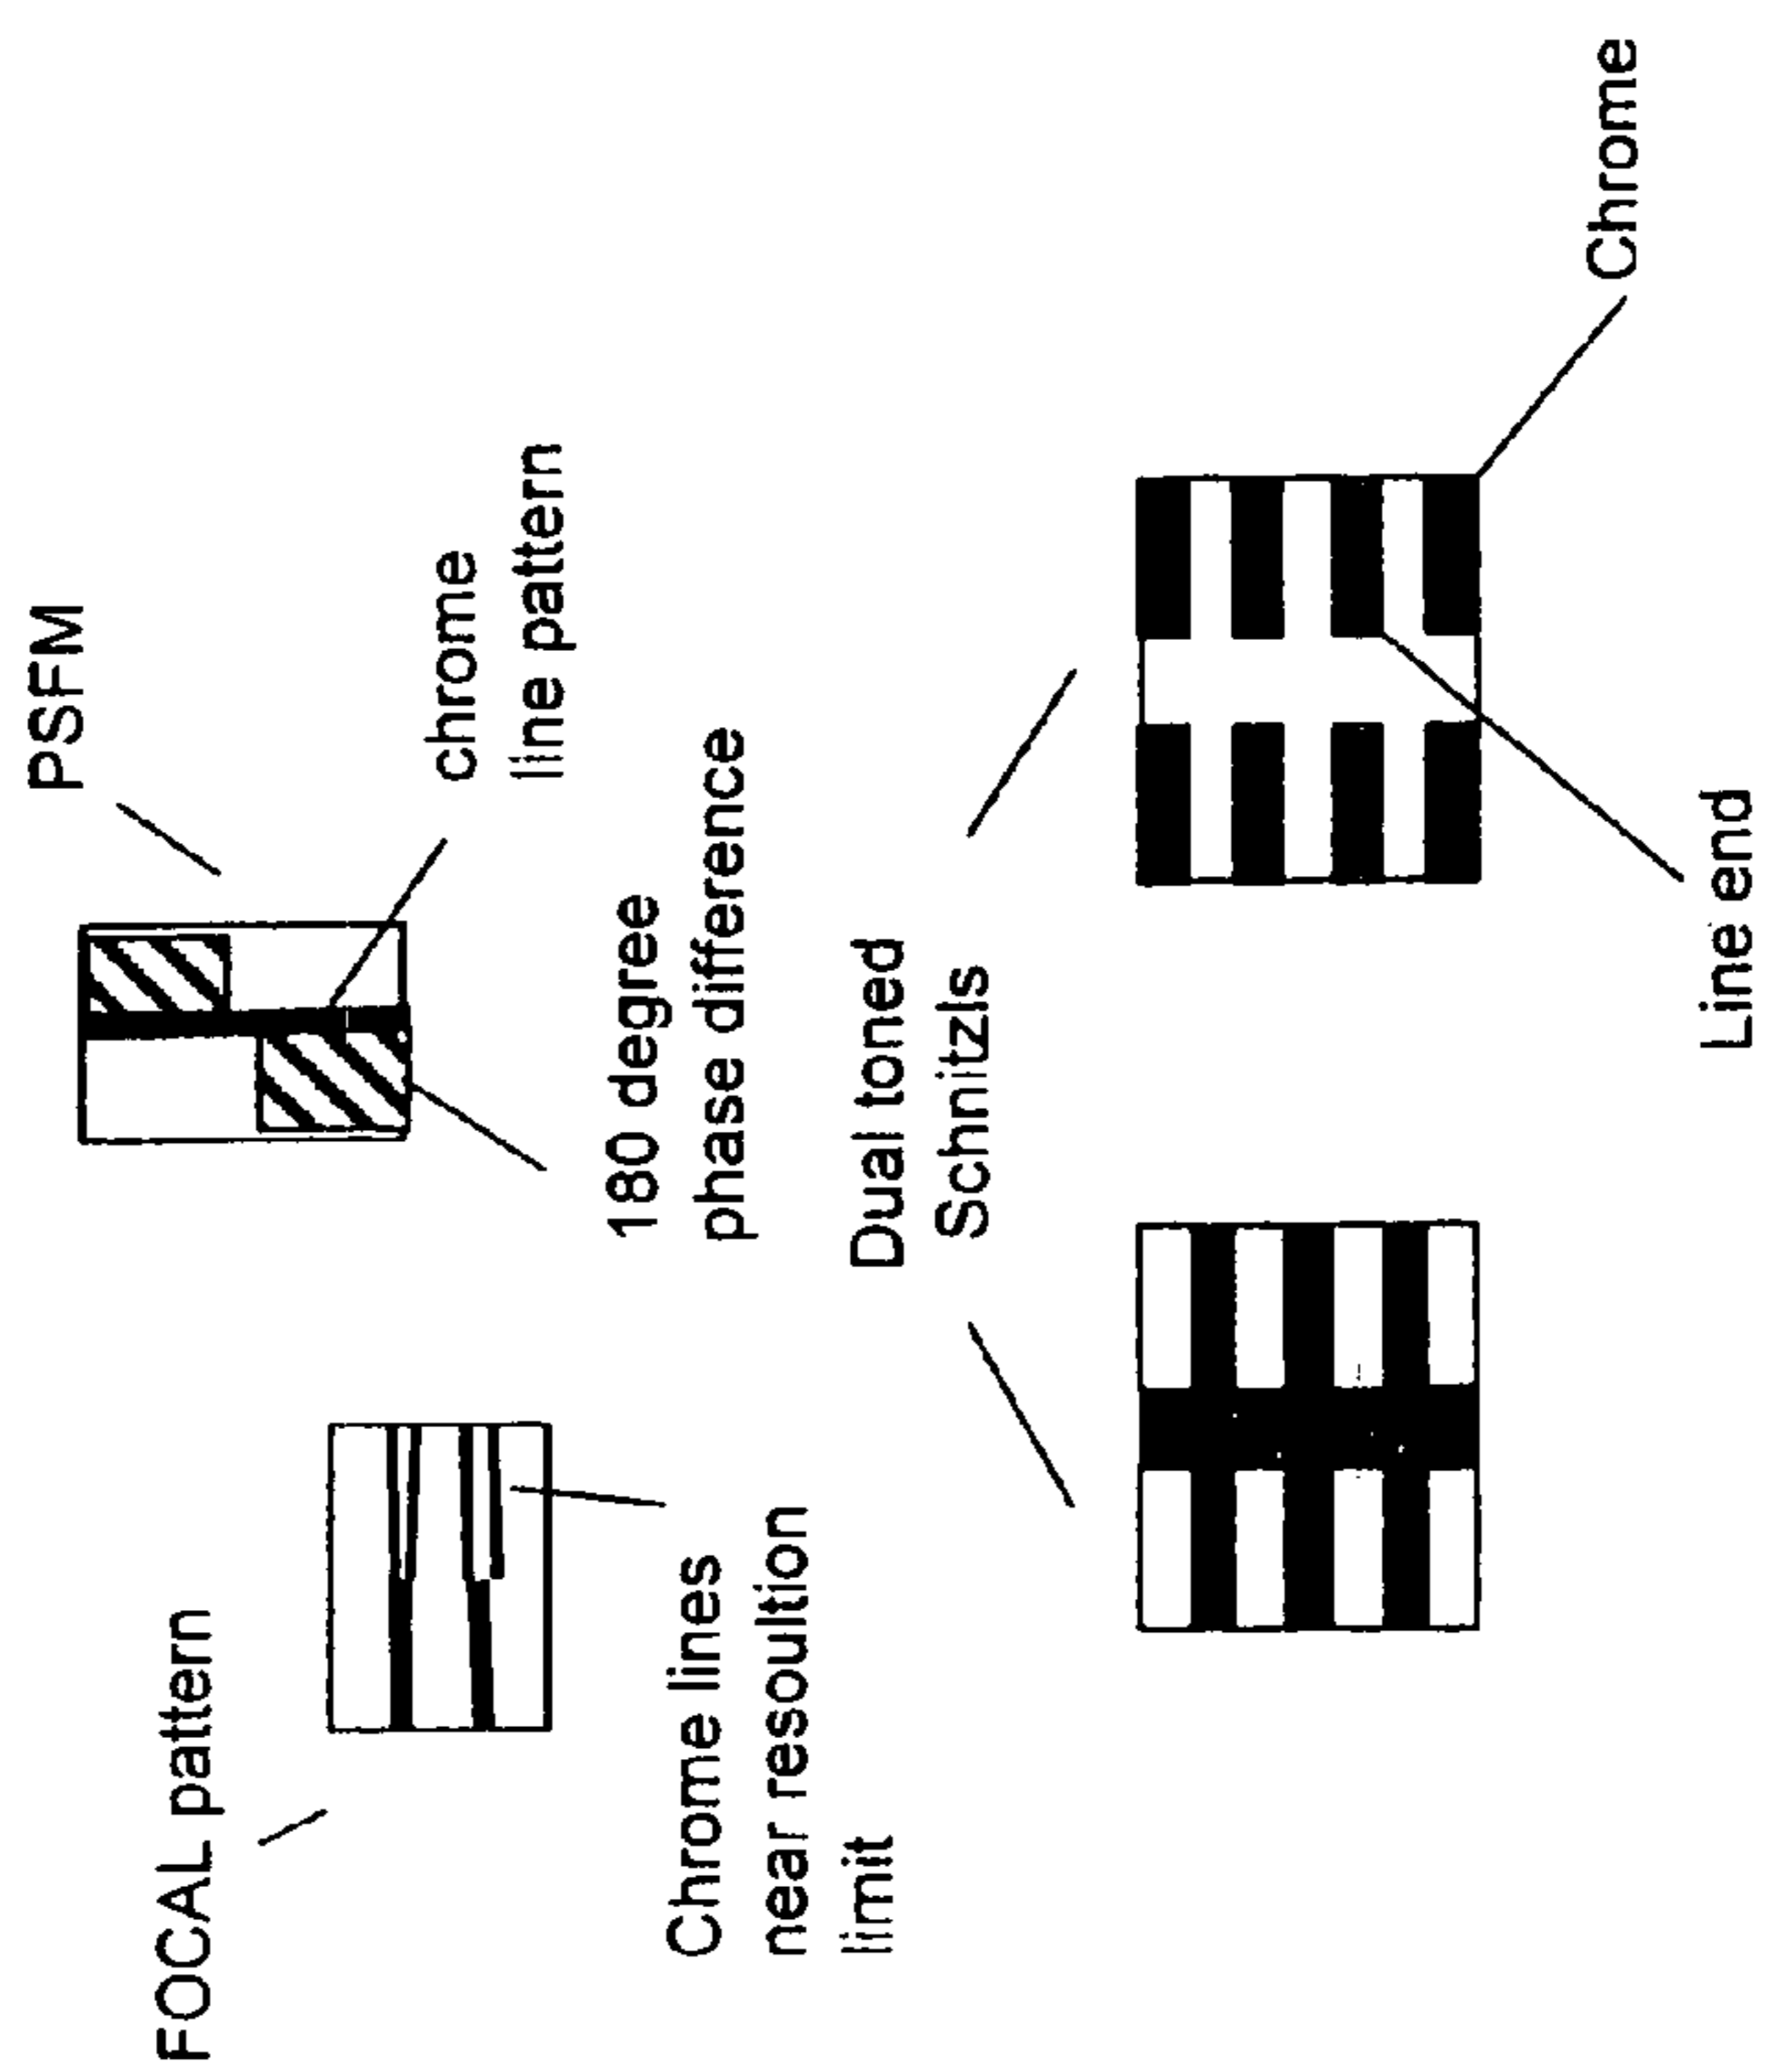 FOCAL pattern
Chrome lines
near resoultion
limit
PSFM
chrome
line pattern
180 degree
phase difference
Dual toned
Schnitzls
Line end
Chrome